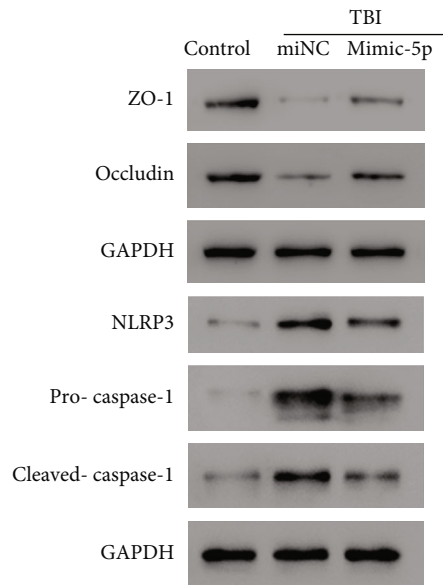 TBI
Control miNC Mimic-5p
ZO-1
Occludin
GAPDH
NLRP3
Pro- caspase-1
Cleaved- caspase-1
GAPDH